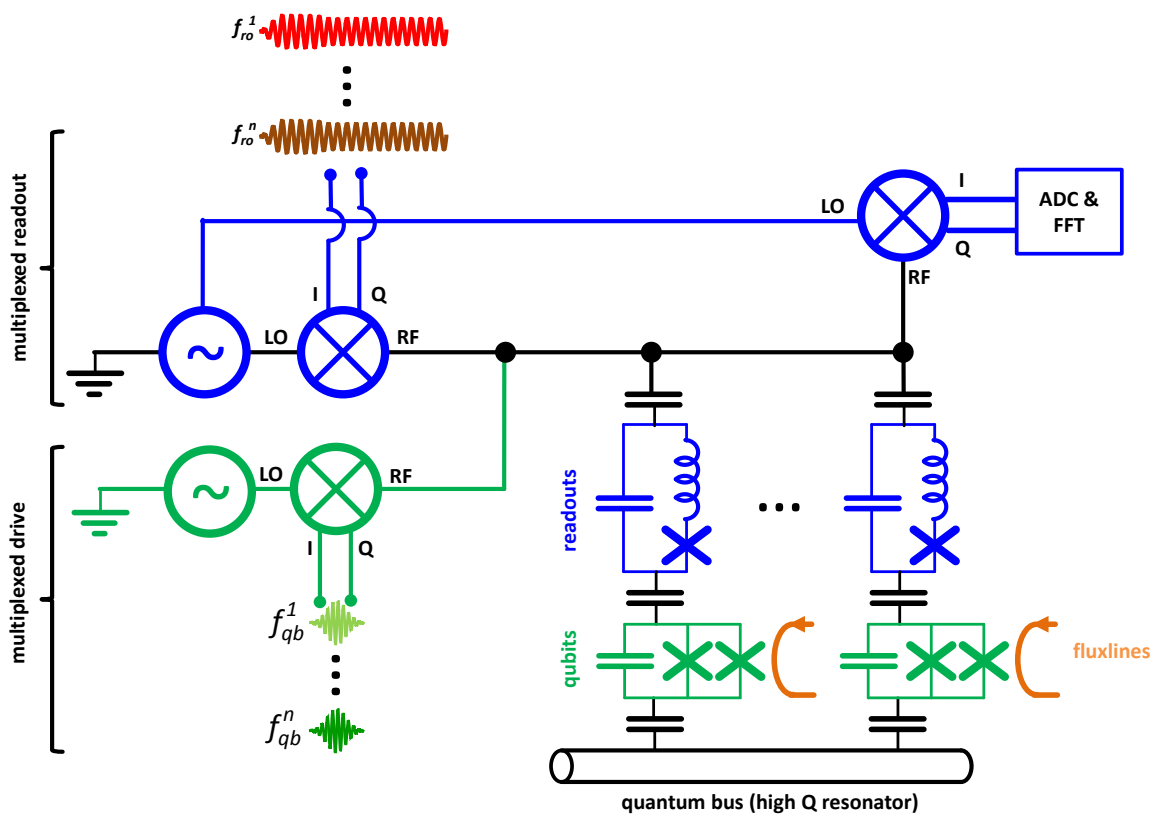 f_ro^1
f_ro^n
multiplexed readout
I
Q
LO
RF
LO
I
Q
RF
ADC &
FFT
multiplexed drive
LO
RF
I
Q
f_qb^1
f_qb^n
readouts
qubits
fluxlines
quantum bus (high Q resonator)